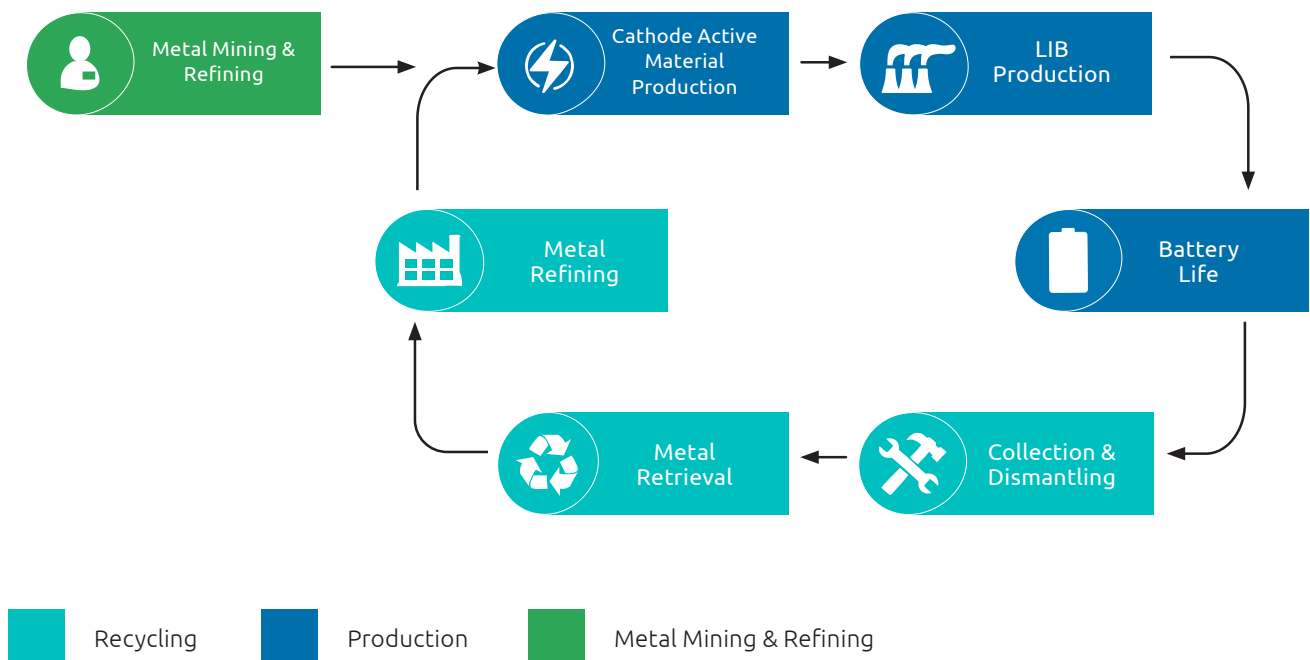 Metal Mining &
Refining
Cathode Active
Material
Production
LIB
Production
Metal
Refining
Battery
Life
Metal
Retrieval
Collection &
Dismantling
Recycling
Production
Metal Mining & Refining